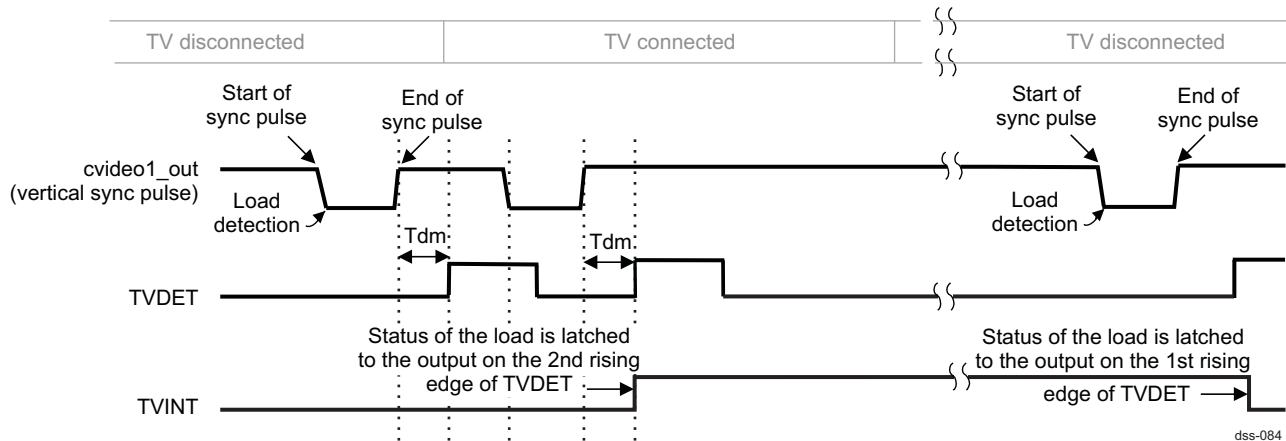 TV disconnected
TV connected
TV disconnected
Start of
sync pulse
End of
sync pulse
Start of
sync pulse
End of
sync pulse
cvideo1_out
(vertical sync pulse)
Load
detection
Load
detection
Tdm
Tdm
TVDET
Status of the load is latched
to the output on the 2nd rising
edge of TVDET
Status of the load is latched
to the output on the 1st rising
edge of TVDET
TVINT
dss-084